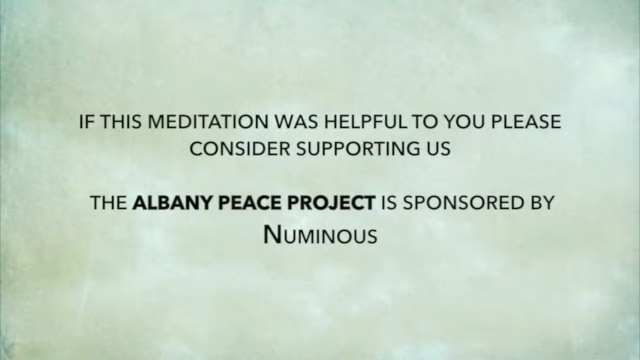 IF THIS MEDITATION WAS HELPFUL TO YOU PLEASE
CONSIDER SUPPORTING US
THE ALBANY PEACE PROJECT IS SPONSORED BY
NUMINOUS